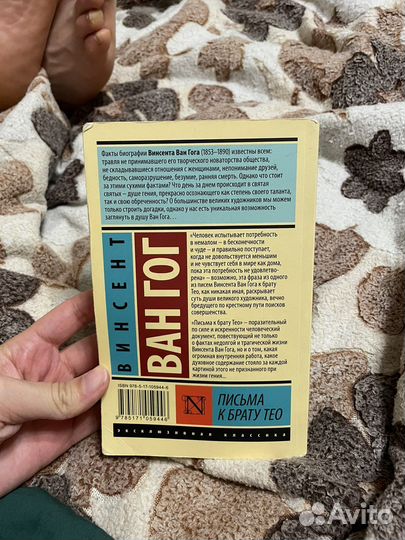 Факты биографии Винсента Ван Гога (1853–1890) известны всем:
травля не принимавшего его творческого новаторства общества,
не складывавшиеся отношения с женщинами, непонимание друзей,
бедность, саморазрушение, безумие, ранняя смерть. Однако что стоит
за этими сухими фактами? Что день за днем происходит в святая
святых – душе гения, прекрасно осознающего как степень своего таланта,
так и свою обреченность? О большинстве великих художников мы можем
только строить догадки, однако у нас есть уникальная возможность
заглянуть в душу Ван Гога...
ВИНСЕНТ
ВАН ГОГ
«Человек испытывает потребность
в немалом – в бесконечности
и чуде – и правильно поступает,
когда не довольствуется меньшим
и не чувствует себя в мире как дома,
пока эта потребность не удовлетво-
рена» – возможно, эта фраза из одного
из писем Винсента Ван Гога к брату
Тео, как никакая иная, раскрывает
суть души великого художника, вечно
бредущего по крестному пути поисков
совершенства.
«Письма к брату Тео» – поразительный
по силе и искренности человеческий
документ, повествующий не только
о фактах недолгой и трагической жизни
Винсента Ван Гога, но и о том, какая
огромная внутренняя работа, какое
духовное содержание стояло за каждой
картиной этого не признанного при
жизни гения...
ISBN 978-5-17-105944-6
9 785171 059446
N
ПИСЬМА
К БРАТУ ТЕО
ЭКСКЛЮЗИВНАЯ КЛАССИКА
Avito